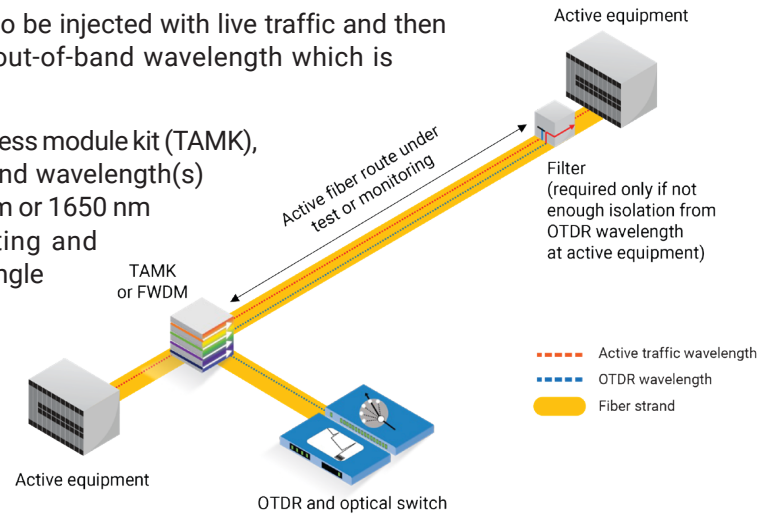 o be injected with live traffic and then
out-of-band wavelength which is
ess module kit (TAMK),
nd wavelength(s)
m or 1650 nm
ting and
ngle
Active equipment
Active fiber route under
test or monitoring
Filter
(required only if not
enough isolation from
OTDR wavelength
at active equipment)
TAMK
or FWDM
Active traffic wavelength
OTDR wavelength
Fiber strand
Active equipment
OTDR and optical switch